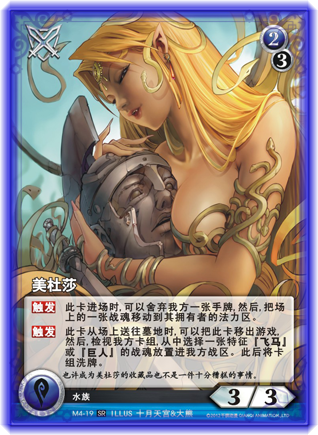 2
3
美杜莎
触发 此卡进场时,可以舍弃我方一张手牌,然后,把场
上的一张战魂移动到其拥有者的法力区。
触发 此卡从场上送往墓地时,可以把此卡移出游戏,
然后,检视我方卡组,从中选择一张特征『飞马』
或『巨人』的战魂放置进我方战区。此后将卡
组洗牌。
也许成为美杜莎的收藏品也不是一件十分糟糕的事情。
水族
3 / 3
M4-19 SR ILLUS 十月天宫&大熊